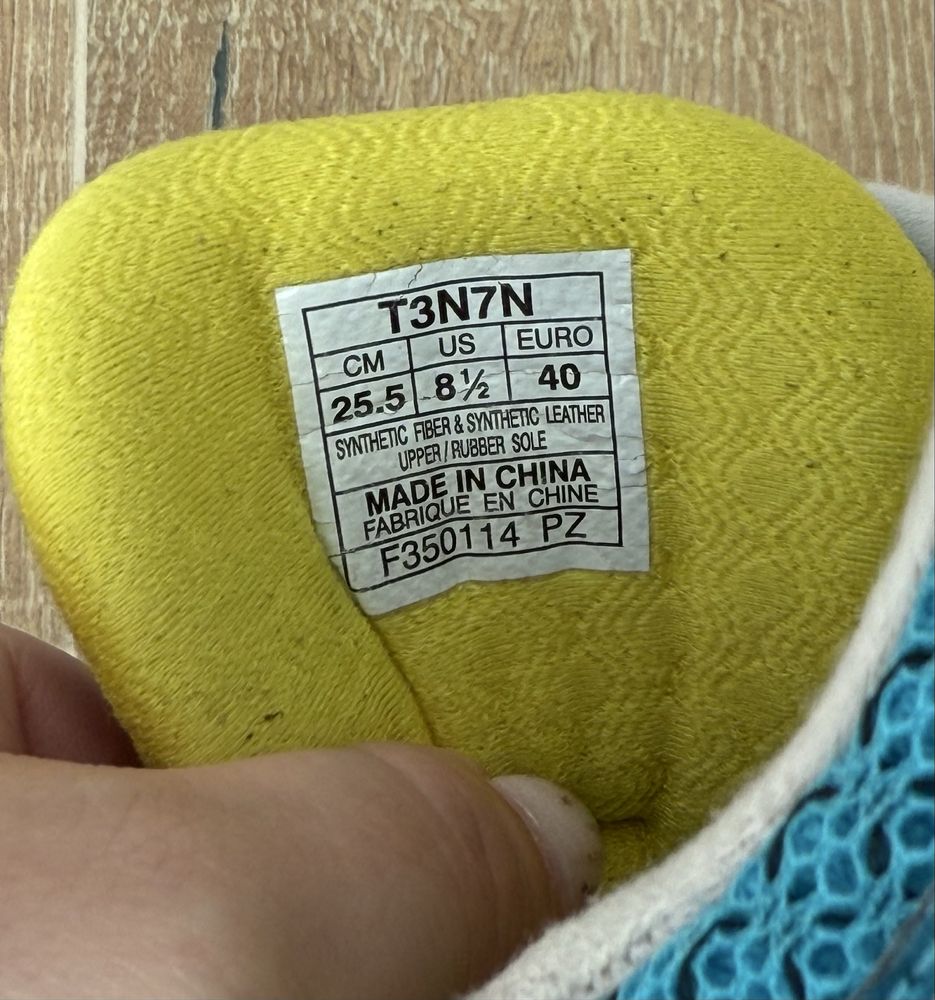 T3N7N
CM US EURO
25.5 8½ 40
SYNTHETIC FIBER & SYNTHETIC LEATHER
UPPER / RUBBER SOLE
MADE IN CHINA
FABRIQUE EN CHINE
F350114 PZ